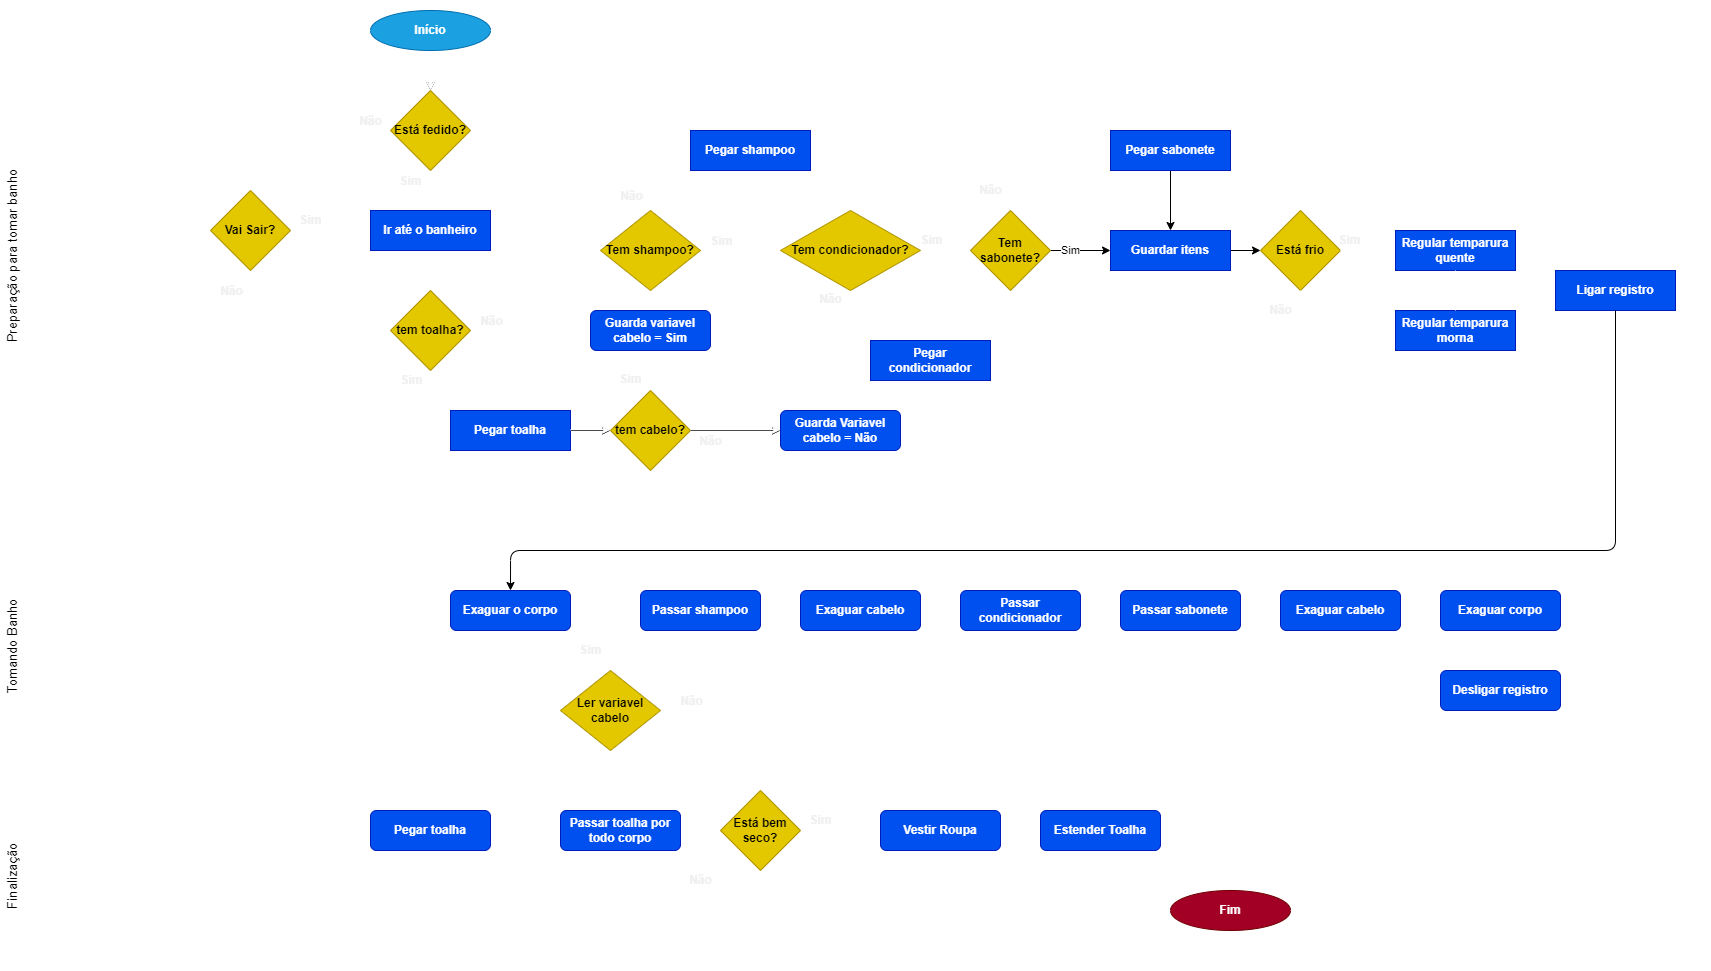 Início
Está fedido?
Não
Sim
Preparação para tomar banho
Vai Sair?
Sim
Não
Ir até o banheiro
tem toalha?
Não
Sim
Pegar toalha
tem cabelo?
Sim
Não
Guarda variavel
cabelo = Sim
Guarda Variavel
cabelo = Não
Pegar shampoo
Não
Tem shampoo?
Sim
Tem condicionador?
Sim
Não
Pegar
condicionador
Não
Tem
sabonete?
Sim
Pegar sabonete
Guardar itens
Está frio
Sim
Não
Regular temparura
quente
Regular temparura
morna
Ligar registro
Tomando Banho
Exaguar o corpo
Passar shampoo
Exaguar cabelo
Passar
condicionador
Passar sabonete
Exaguar cabelo
Exaguar corpo
Sim
Ler variavel
cabelo
Não
Desligar registro
Finalização
Pegar toalha
Passar toalha por
todo corpo
Está bem
seco?
Sim
Não
Vestir Roupa
Estender Toalha
Fim